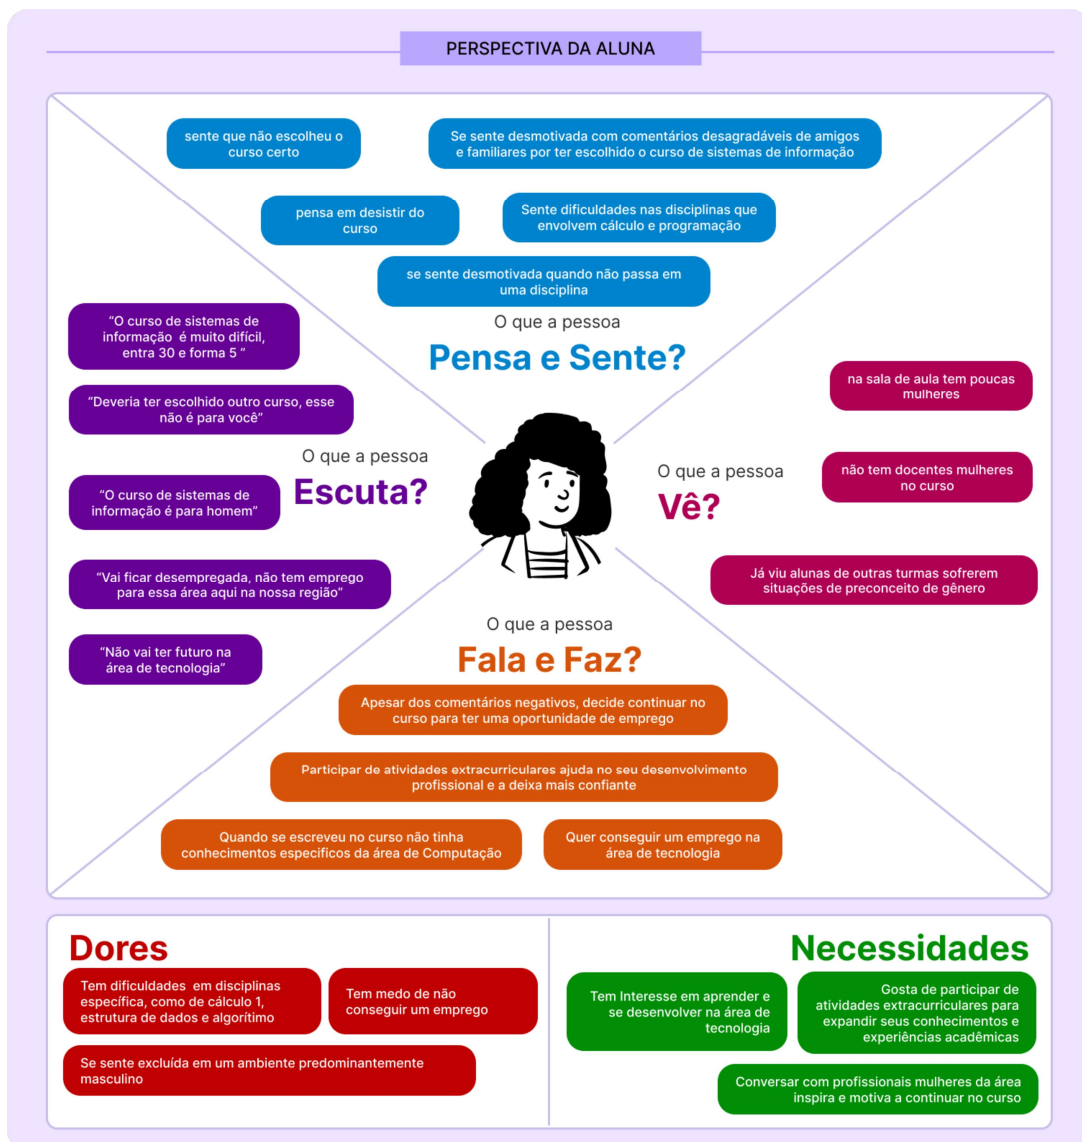 PERSPECTIVA DA ALUNA
sente que não escolheu o
curso certo
Se sente desmotivada com comentários desagradáveis de amigos
e familiares por ter escolhido o curso de sistemas de informação
pensa em desistir do
curso
Sente dificuldades nas disciplinas que
envolvem cálculo e programação
se sente desmotivada quando não passa em
uma disciplina
O que a pessoa
Pensa e Sente?
“O curso de sistemas de
informação é muito difícil,
entra 30 e forma 5 ”
“Deveria ter escolhido outro curso, esse
não é para você”
O que a pessoa
Escuta?
“O curso de sistemas de
informação é para homem”
“Vai ficar desempregada, não tem emprego
para essa área aqui na nossa região”
“Não vai ter futuro na
área de tecnologia”
na sala de aula tem poucas
mulheres
O que a pessoa
Vê?
não tem docentes mulheres
no curso
Já viu alunas de outras turmas sofrerem
situações de preconceito de gênero
O que a pessoa
Fala e Faz?
Apesar dos comentários negativos, decide continuar no
curso para ter uma oportunidade de emprego
Participar de atividades extracurriculares ajuda no seu desenvolvimento
profissional e a deixa mais confiante
Quando se escreveu no curso não tinha
conhecimentos especificos da área de Computação
Quer conseguir um emprego na
área de tecnologia
Dores
Tem dificuldades em disciplinas
específica, como de cálculo 1,
estrutura de dados e algorítimo
Tem medo de não
conseguir um emprego
Se sente excluída em um ambiente predominantemente
masculino
Necessidades
Tem Interesse em aprender e
se desenvolver na área de
tecnologia
Gosta de participar de
atividades extracurriculares para
expandir seus conhecimentos e
experiências acadêmicas
Conversar com profissionais mulheres da área
inspira e motiva a continuar no curso